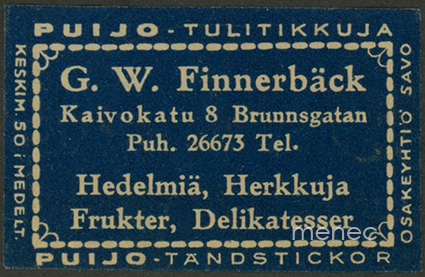 PUIJO-TULITIKKUJA
KESKIM. 50 i MEDELT.
G. W. Finnerbäck
Kaivokatu 8 Brunnsgatan
Puh. 26673 Tel.
Hedelmiä, Herkkuja
Frukter, Delikatesser
OSAKEYHTIÖ SAVO
PUIJO-TÄNDSTICKOR
menec